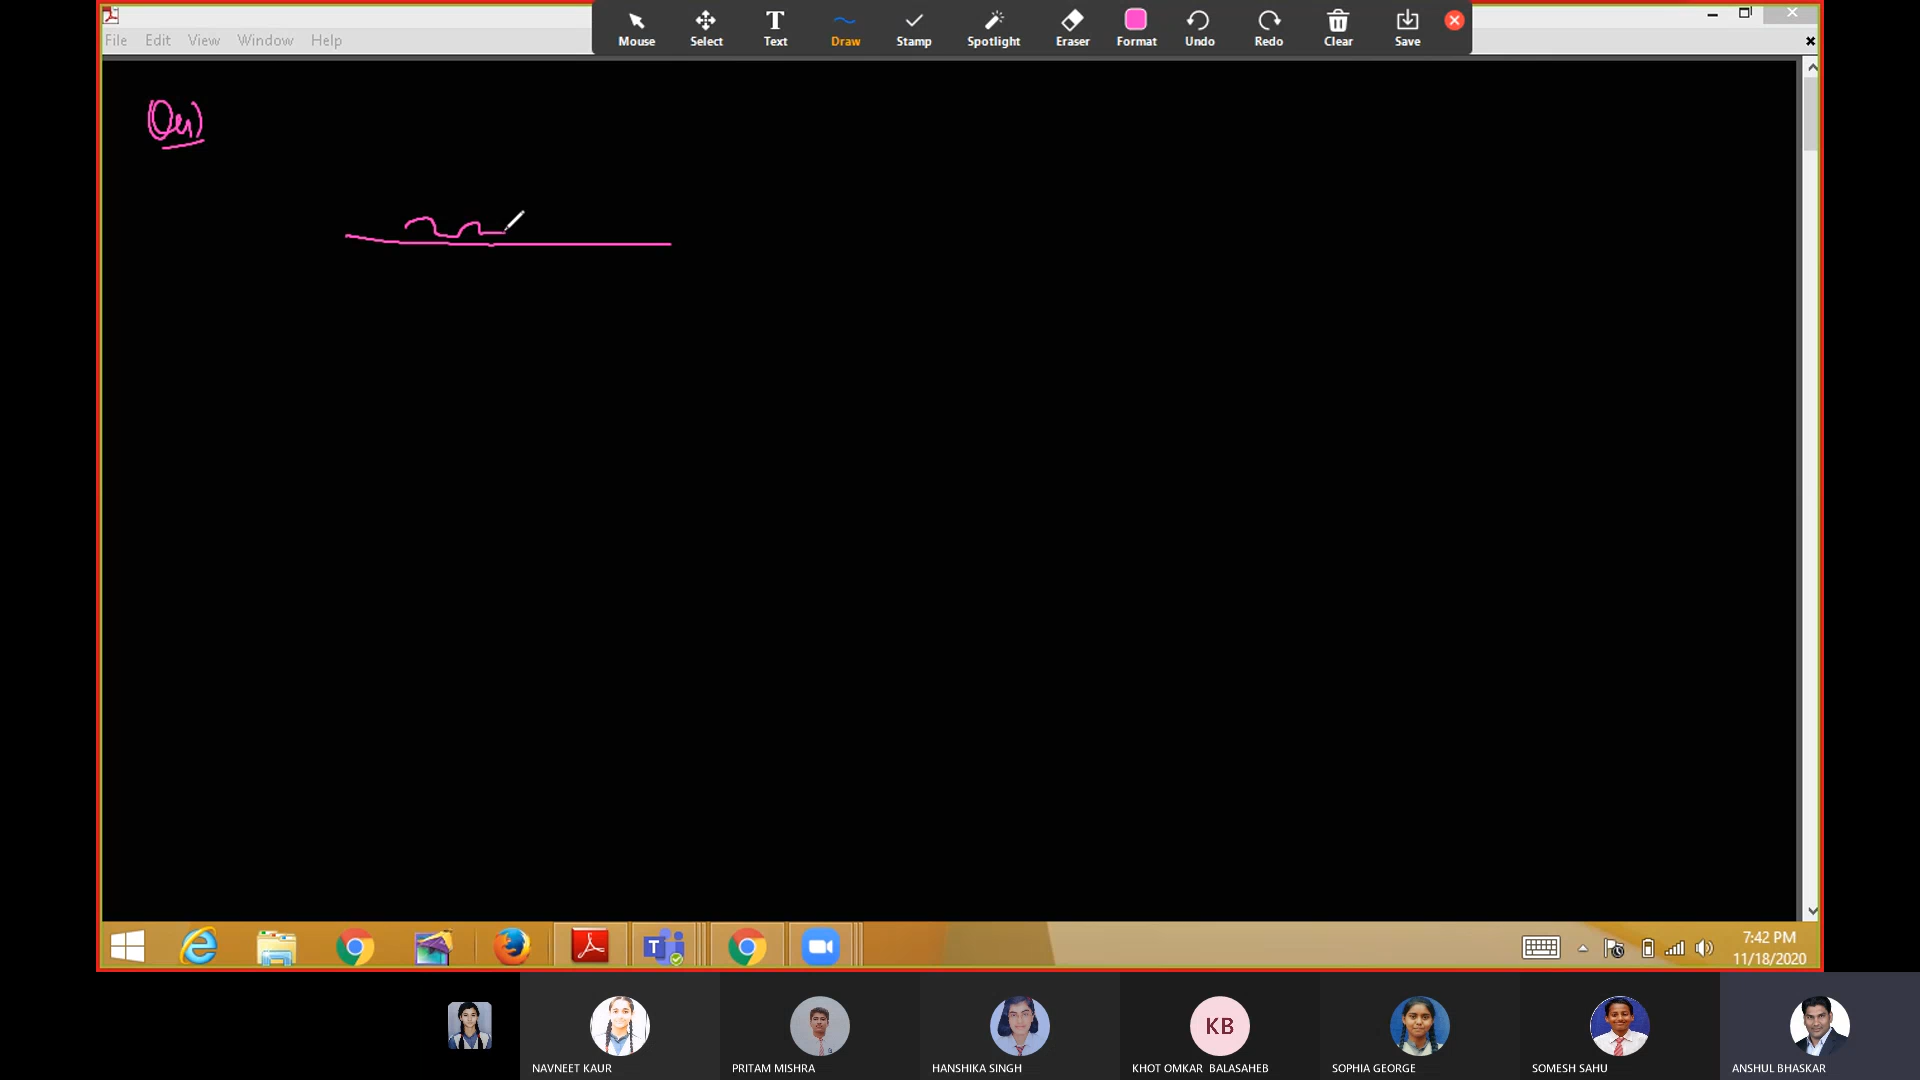 Mouse Select Text Draw Stamp Spotlight Eraser Format Undo Redo Clear Save
File Edit View Window Help
7:42 PM
11/18/2020
KB
NAVNEET KAUR PRITAM MISHRA HANSHIKA SINGH KHOT OMKAR BALASAHEB SOPHIA GEORGE SOMESH SAHU ANSHUL BHASKAR